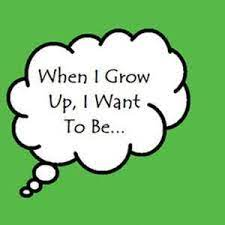 When I Grow
Up, I Want
To Be...